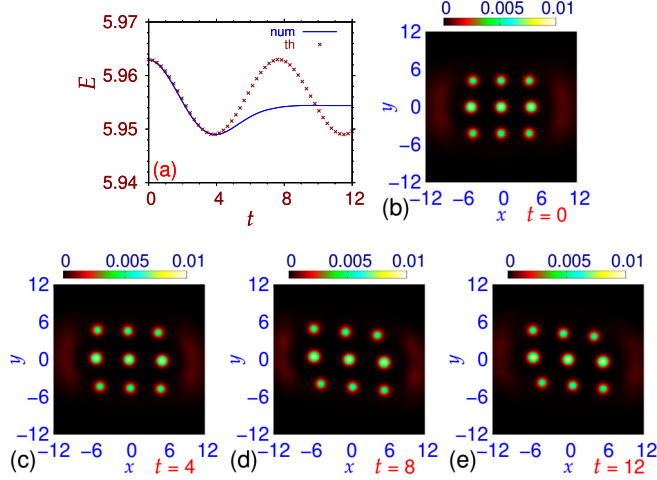 5.97
5.96
5.95
5.94
E
num
th
(a)
0 4 8 12
t
0 0.005 0.01
12
6
0
−6
−12
y
−12 −6 0 6 12
(b) x t = 0
0 0.005 0.01
12
6
0
−6
−12
y
−12 −6 0 6 12
(c) x t = 4
0 0.005 0.01
12
6
0
−6
−12
y
−12 −6 0 6 12
(d) x t = 8
0 0.005 0.01
12
6
0
−6
−12
y
−12 −6 0 6 12
(e) x t = 12